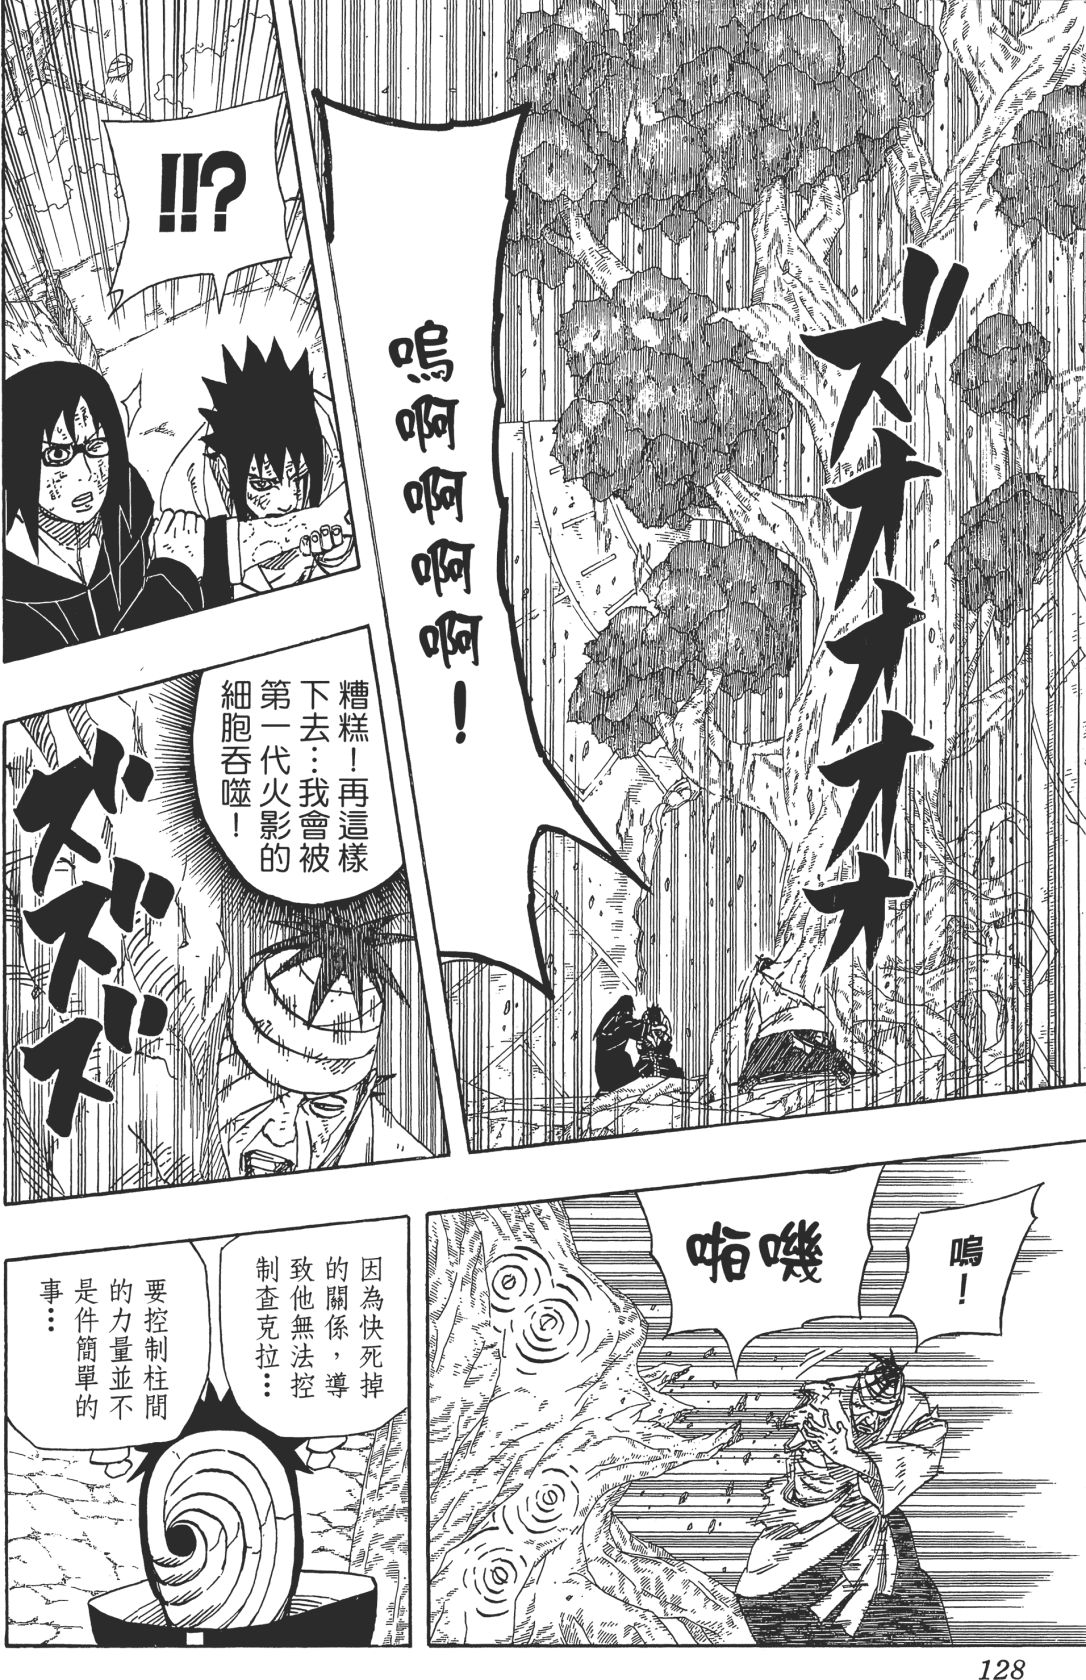 ズオオオオオ
嗚啊啊啊啊！
!!?
糟糕！再這樣
下去…我會被
第一代火影的
細胞吞噬！
ズズズ
嗚！
嘰啪
因為快死掉
的關係，導
致他無法控
制查克拉…
要控制柱間
的力量並不
是件簡單的
事…
128